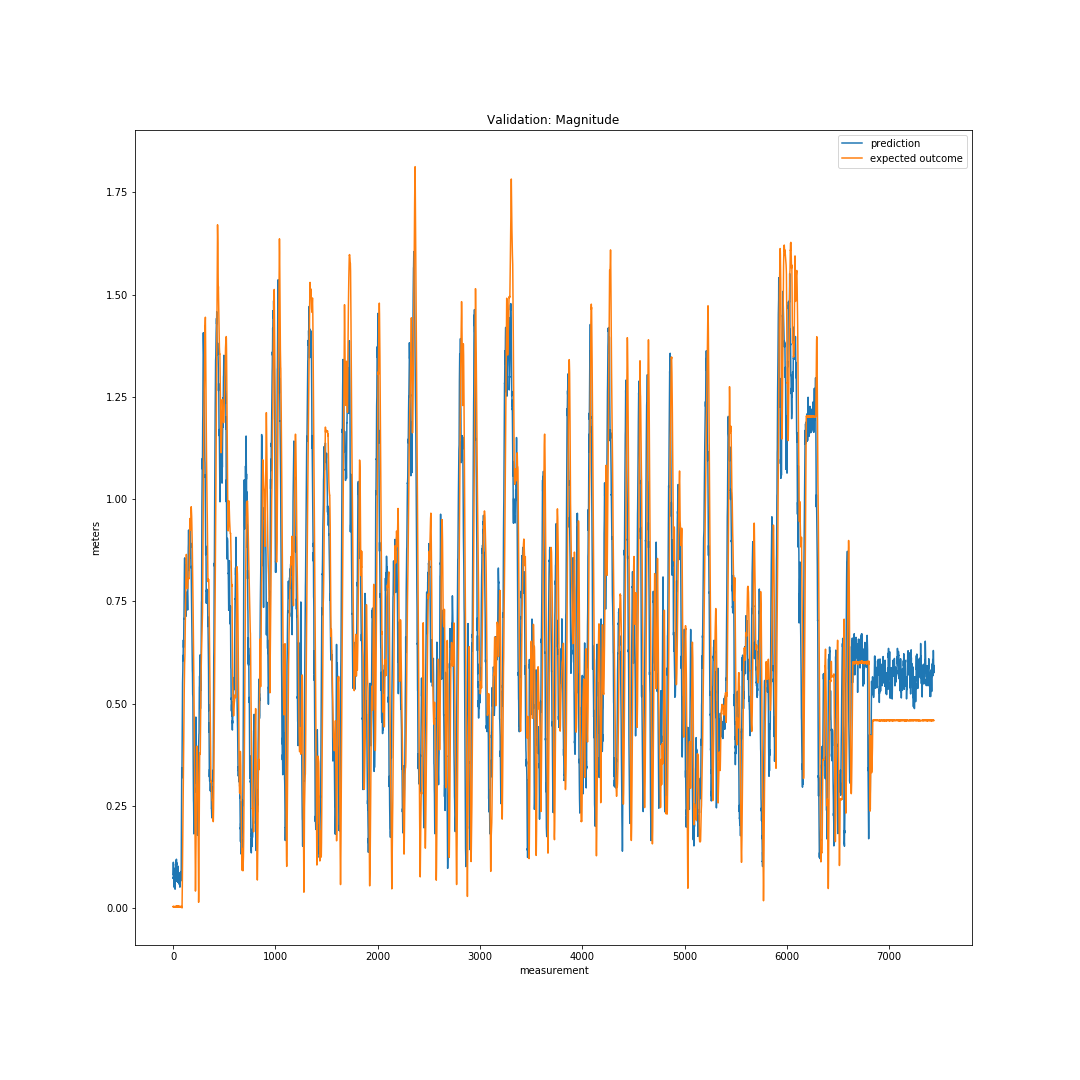 Validation: Magnitude
prediction
expected outcome
1.75
1.50
1.25
1.00
0.75
0.50
0.25
0.00
meters
0 1000 2000 3000 4000 5000 6000 7000
measurement